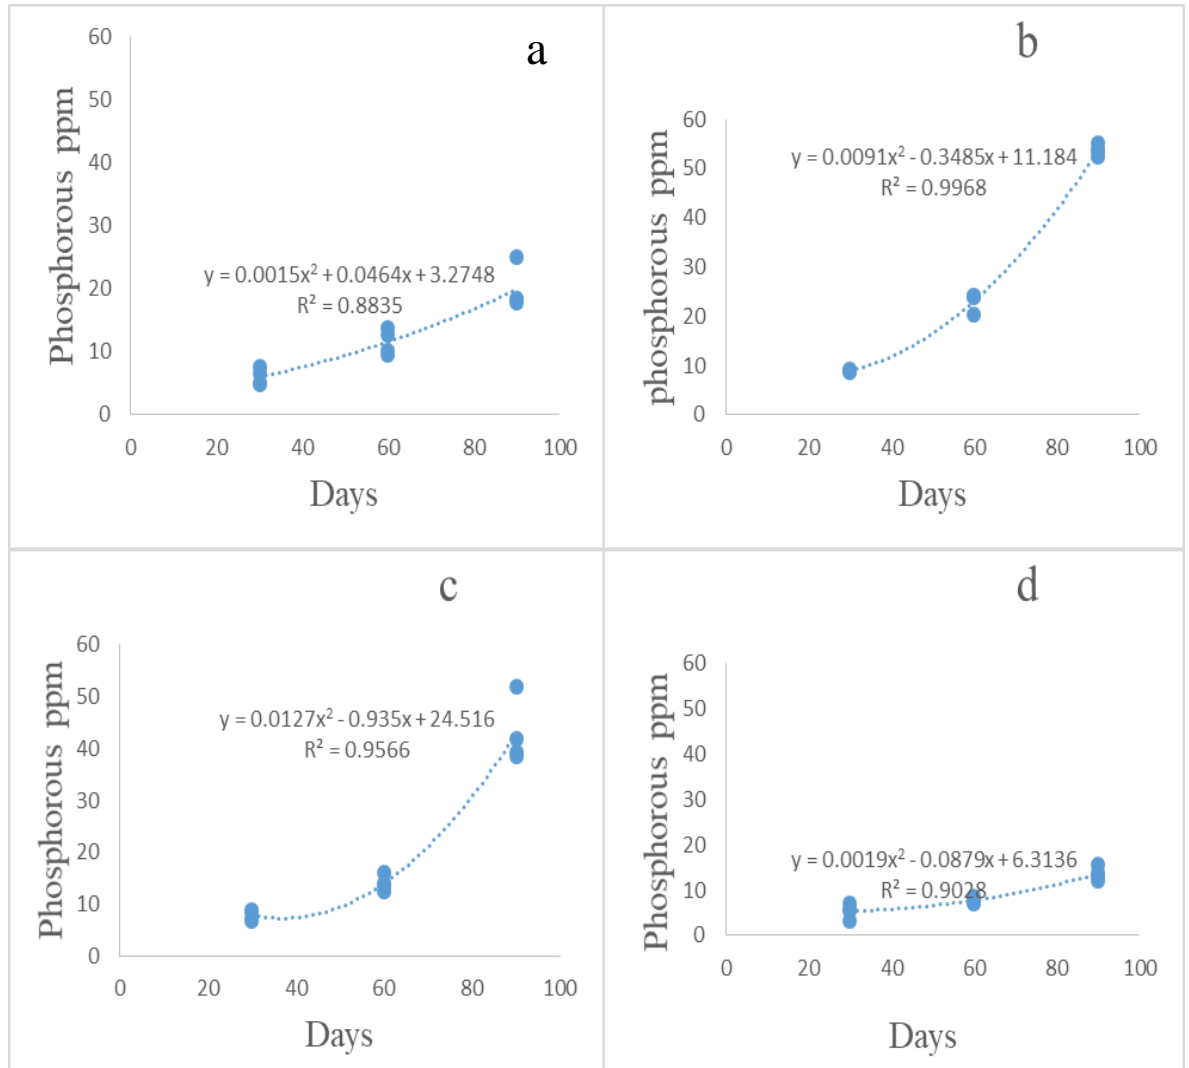 a
60
50
40
30
20
10
0
Phosphorous ppm
y = 0.0015x² + 0.0464x + 3.2748
R² = 0.8835
0 20 40 60 80 100
Days
b
60
50
40
30
20
10
0
phosphorous ppm
y = 0.0091x² - 0.3485x + 11.184
R² = 0.9968
0 20 40 60 80 100
Days
c
60
50
40
30
20
10
0
Phosphorous ppm
y = 0.0127x² - 0.935x + 24.516
R² = 0.9566
0 20 40 60 80 100
Days
d
60
50
40
30
20
10
0
Phosphorous ppm
y = 0.0019x² - 0.0879x + 6.3136
R² = 0.9028
0 20 40 60 80 100
Days